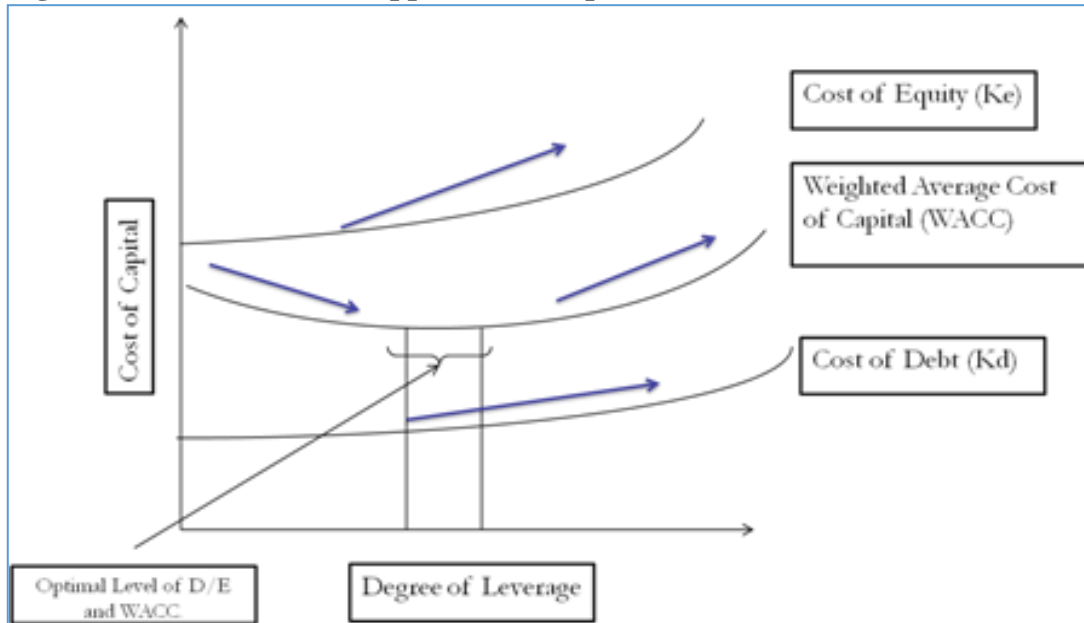 Cost of Equity (Ke)
Weighted Average Cost
of Capital (WACC)
Cost of Capital
Cost of Debt (Kd)
Optimal Level of D/E
and WACC.
Degree of Leverage